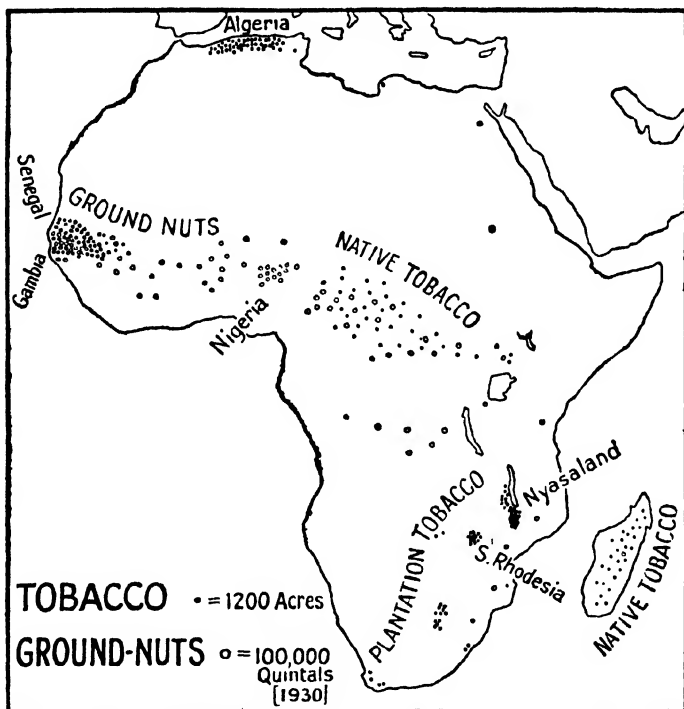 Algeria
Senegal
GROUND NUTS
Gambia
NATIVE TOBACCO
Nigeria
Nyasaland
PLANTATION TOBACCO
S. Rhodesia
NATIVE TOBACCO
TOBACCO • = 1200 Acres
GROUND-NUTS o = 100,000
Quintals
[1930]